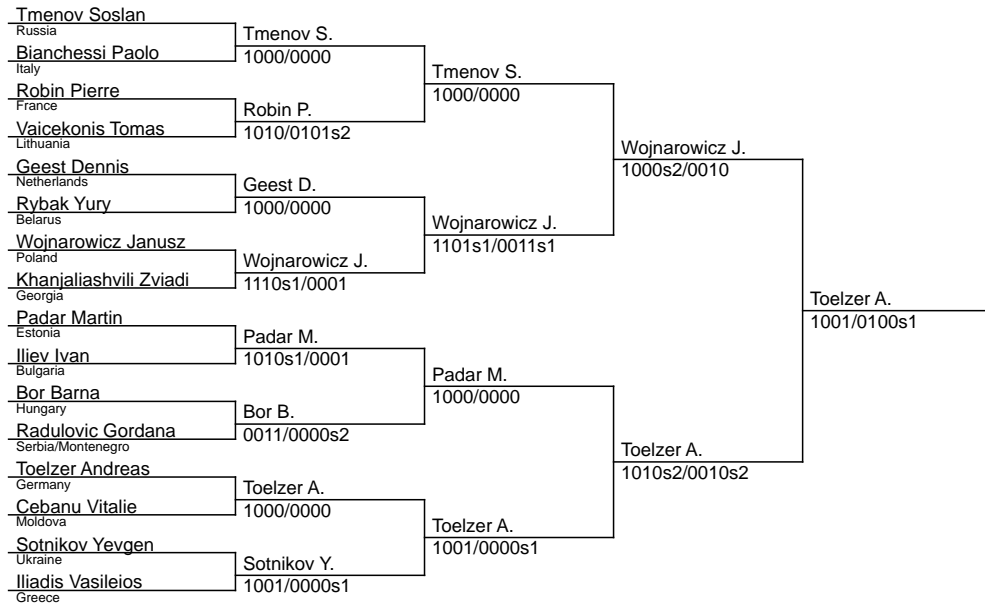 Tmenov Soslan
Russia
Bianchessi Paolo
Italy
Robin Pierre
France
Vaicekonis Tomas
Lithuania
Geest Dennis
Netherlands
Rybak Yury
Belarus
Wojnarowicz Janusz
Poland
Khanjaliashvili Zviadi
Georgia
Padar Martin
Estonia
Iliev Ivan
Bulgaria
Bor Barna
Hungary
Radulovic Gordana
Serbia/Montenegro
Toelzer Andreas
Germany
Cebanu Vitalie
Moldova
Sotnikov Yevgen
Ukraine
Iliadis Vasileios
Greece
Tmenov S.
1000/0000
Robin P.
1010/0101s2
Geest D.
1000/0000
Wojnarowicz J.
1110s1/0001
Padar M.
1010s1/0001
Bor B.
0011/0000s2
Toelzer A.
1000/0000
Sotnikov Y.
1001/0000s1
Tmenov S.
1000/0000
Wojnarowicz J.
1101s1/0011s1
Padar M.
1000/0000
Toelzer A.
1001/0000s1
Wojnarowicz J.
1000s2/0010
Toelzer A.
1010s2/0010s2
Toelzer A.
1001/0100s1